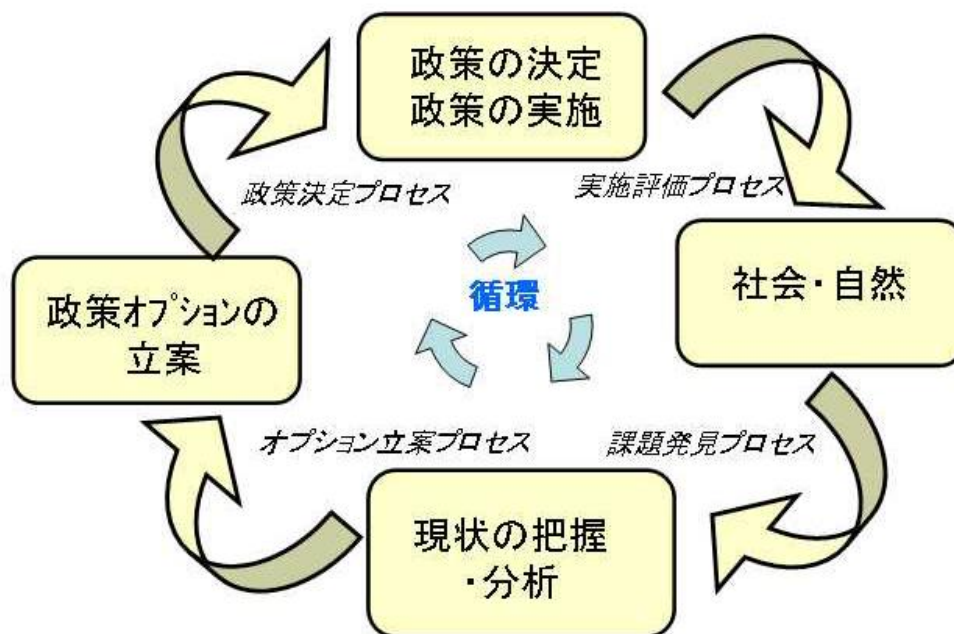 政策の決定
政策の実施
政策決定プロセス
実施評価プロセス
循環
政策ｵﾌﾟｼｮﾝの
立案
社会・自然
オプション立案プロセス
課題発見プロセス
現状の把握
・分析